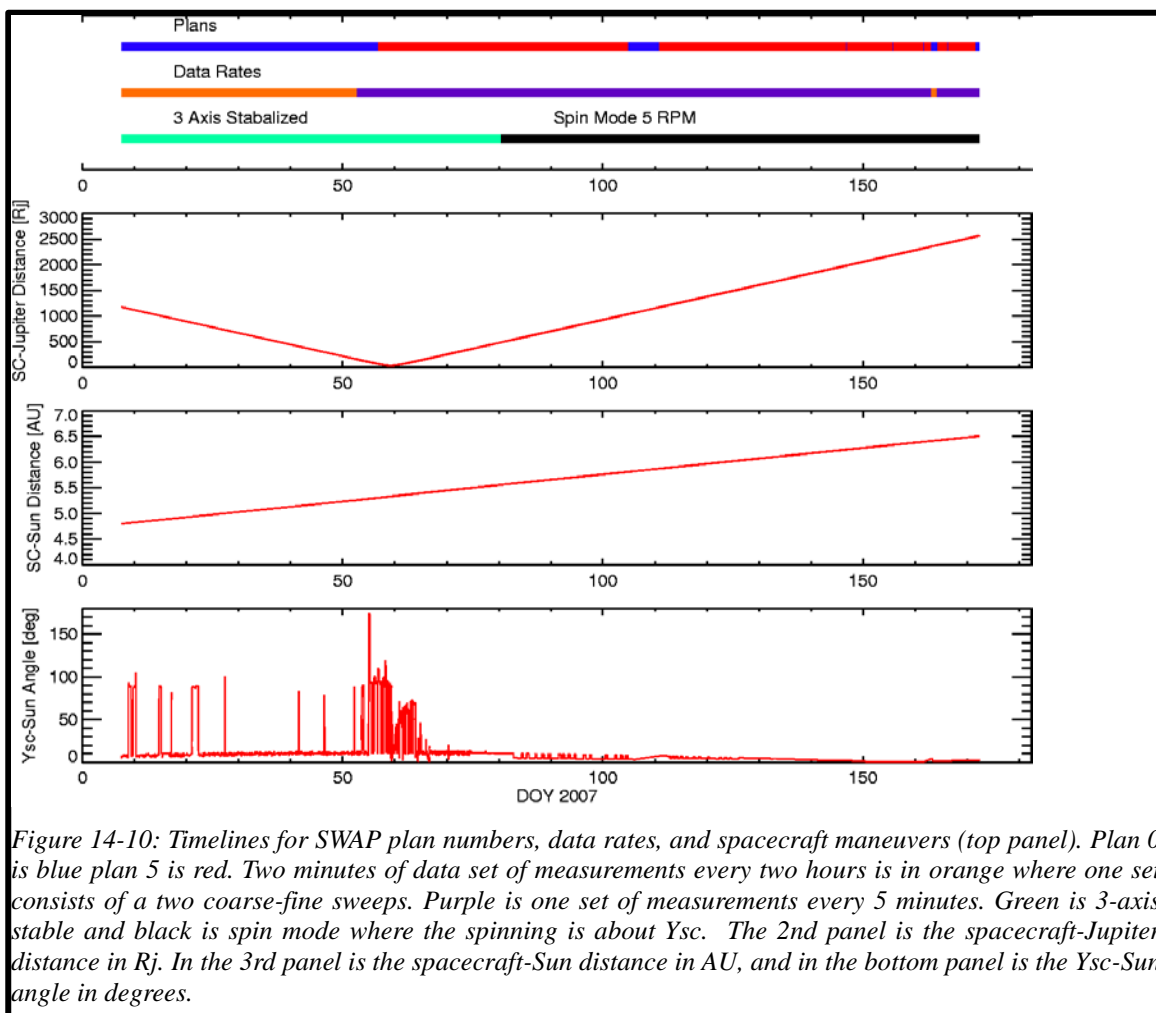 Plans
Data Rates
3 Axis Stabalized Spin Mode 5 RPM
0 50 100 150
SC-Jupiter Distance [Rj]
3000
2500
2000
1500
1000
500
0
0 50 100 150
SC-Sun Distance [AU]
7.0
6.5
6.0
5.5
5.0
4.5
4.0
0 50 100 150
Ysc-Sun Angle [deg]
150
100
50
0
0 50 100 150
DOY 2007
Figure 14-10: Timelines for SWAP plan numbers, data rates, and spacecraft maneuvers (top panel). Plan 0
is blue plan 5 is red. Two minutes of data set of measurements every two hours is in orange where one set
consists of a two coarse-fine sweeps. Purple is one set of measurements every 5 minutes. Green is 3-axis
stable and black is spin mode where the spinning is about Ysc. The 2nd panel is the spacecraft-Jupiter
distance in Rj. In the 3rd panel is the spacecraft-Sun distance in AU, and in the bottom panel is the Ysc-Sun
angle in degrees.